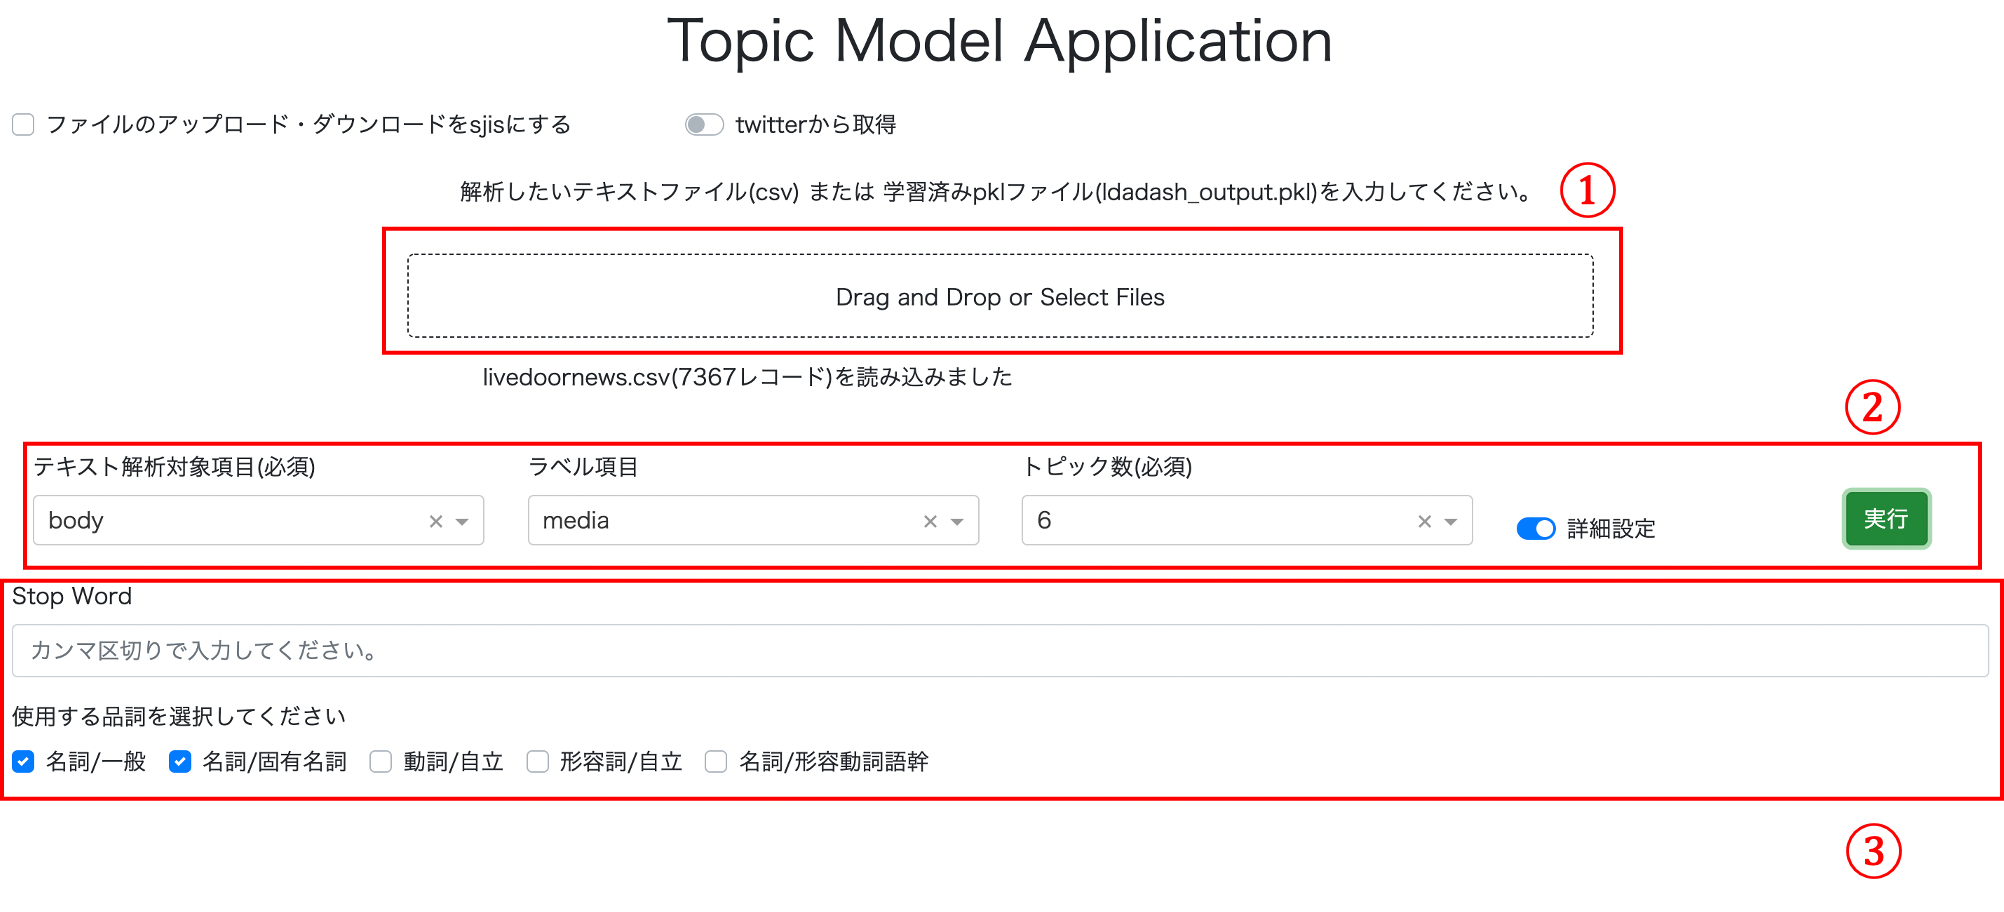 Topic Model Application
ファイルのアップロード・ダウンロードをsjisにする
twitterから取得
解析したいテキストファイル(csv) または 学習済みpklファイル(ldadash_output.pkl)を入力してください。
①
Drag and Drop or Select Files
livedoornews.csv(7367レコード)を読み込みました
②
テキスト解析対象項目(必須)
ラベル項目
トピック数(必須)
body
media
6
詳細設定
実行
Stop Word
カンマ区切りで入力してください。
使用する品詞を選択してください
名詞/一般
名詞/固有名詞
動詞/自立
形容詞/自立
名詞/形容動詞語幹
③